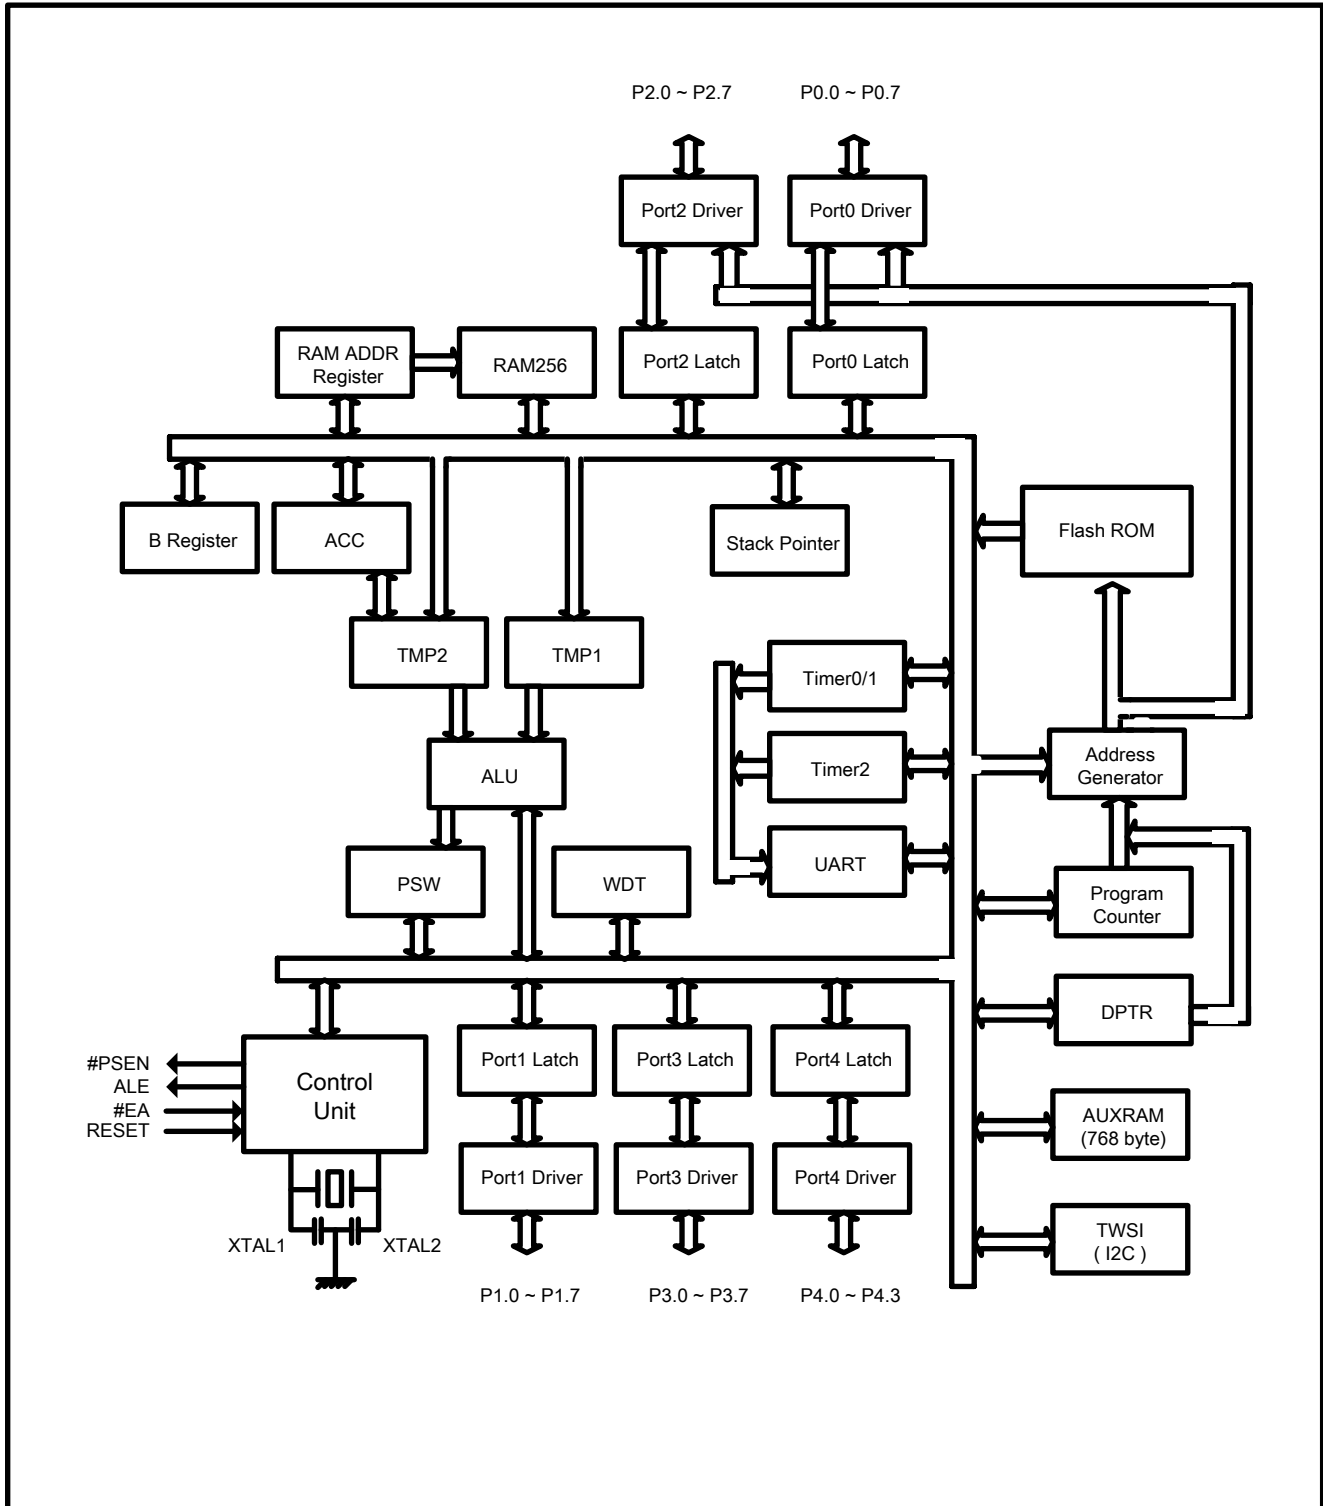 P2.0 ~ P2.7
P0.0 ~ P0.7
Port2 Driver
Port0 Driver
RAM ADDR
Register
RAM256
Port2 Latch
Port0 Latch
B Register
ACC
Stack Pointer
Flash ROM
TMP2
TMP1
Timer0/1
ALU
Timer2
Address
Generator
PSW
WDT
UART
Program
Counter
DPTR
#PSEN
ALE
#EA
RESET
Control
Unit
Port1 Latch
Port3 Latch
Port4 Latch
AUXRAM
(768 byte)
Port1 Driver
Port3 Driver
Port4 Driver
XTAL1
XTAL2
TWSI
( I2C )
P1.0 ~ P1.7
P3.0 ~ P3.7
P4.0 ~ P4.3